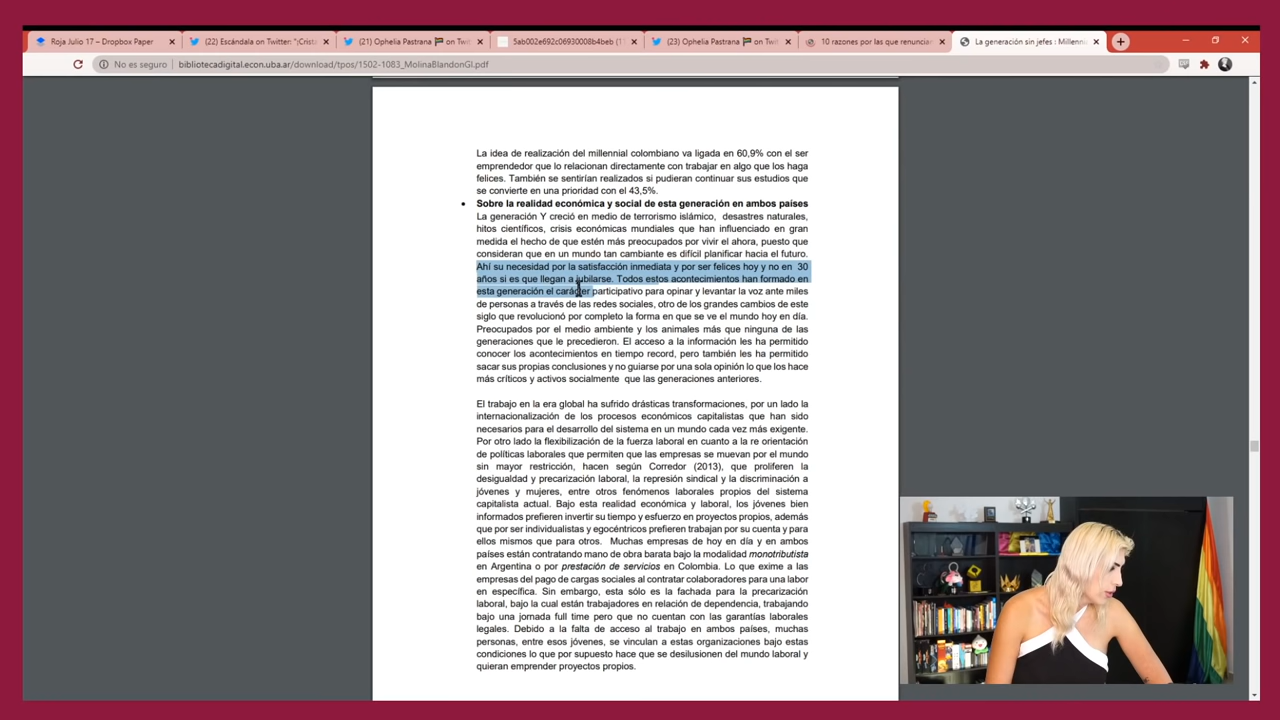 Roja Julio 17 – Dropbox Paper
(22) Escándala on Twitter: ";Crista
(21) Ophelia Pastrana on Twit
5ab002e692c06930008b4beb (1
(23) Ophelia Pastrana on Twit
10 razones por las que renuncian
La generación sin jefes : Millenni
No es seguro | bibliotecadigital.econ.uba.ar/download/tpos/1502-1083_MolinaBlandonGI.pdf
La idea de realización del millennial colombiano va ligada en 60,9% con el ser
emprendedor que lo relacionan directamente con trabajar en algo que los haga
felices. También se sentirían realizados si pudieran continuar sus estudios que
se convierte en una prioridad con el 43,5%.
• Sobre la realidad económica y social de esta generación en ambos países
La generación Y creció en medio de terrorismo islámico, desastres naturales,
hitos científicos, crisis económicas mundiales que han influenciado en gran
medida el hecho de que estén más preocupados por vivir el ahora, puesto que
consideran que en un mundo tan cambiante es difícil planificar hacia el futuro.
Ahí su necesidad por la satisfacción inmediata y por ser felices hoy y no en 30
años si es que llegan a jubilarse. Todos estos acontecimientos han formado en
esta generación el carácter participativo para opinar y levantar la voz ante miles
de personas a través de las redes sociales, otro de los grandes cambios de este
siglo que revolucionó por completo la forma en que se ve el mundo hoy en día.
Preocupados por el medio ambiente y los animales más que ninguna de las
generaciones que le precedieron. El acceso a la información les ha permitido
conocer los acontecimientos en tiempo record, pero también les ha permitido
sacar sus propias conclusiones y no guiarse por una sola opinión lo que los hace
más críticos y activos socialmente que las generaciones anteriores.
El trabajo en la era global ha sufrido drásticas transformaciones, por un lado la
internacionalización de los procesos económicos capitalistas que han sido
necesarios para el desarrollo del sistema en un mundo cada vez más exigente.
Por otro lado la flexibilización de la fuerza laboral en cuanto a la re orientación
de políticas laborales que permiten que las empresas se muevan por el mundo
sin mayor restricción, hacen según Corredor (2013), que proliferen la
desigualdad y precarización laboral, la represión sindical y la discriminación a
jóvenes y mujeres, entre otros fenómenos laborales propios del sistema
capitalista actual. Bajo esta realidad económica y laboral, los jóvenes bien
informados prefieren invertir su tiempo y esfuerzo en proyectos propios, además
que por ser individualistas y egocéntricos prefieren trabajan por su cuenta y para
ellos mismos que para otros. Muchas empresas de hoy en día y en ambos
países están contratando mano de obra barata bajo la modalidad monotributista
en Argentina o por prestación de servicios en Colombia. Lo que exime a las
empresas del pago de cargas sociales al contratar colaboradores para una labor
en específica. Sin embargo, esta sólo es la fachada para la precarización
laboral, bajo la cual están trabajadores en relación de dependencia, trabajando
bajo una jornada full time pero que no cuentan con las garantías laborales
legales. Debido a la falta de acceso al trabajo en ambos países, muchas
personas, entre esos jóvenes, se vinculan a estas organizaciones bajo estas
condiciones lo que por supuesto hace que se desilusionen del mundo laboral y
quieran emprender proyectos propios.